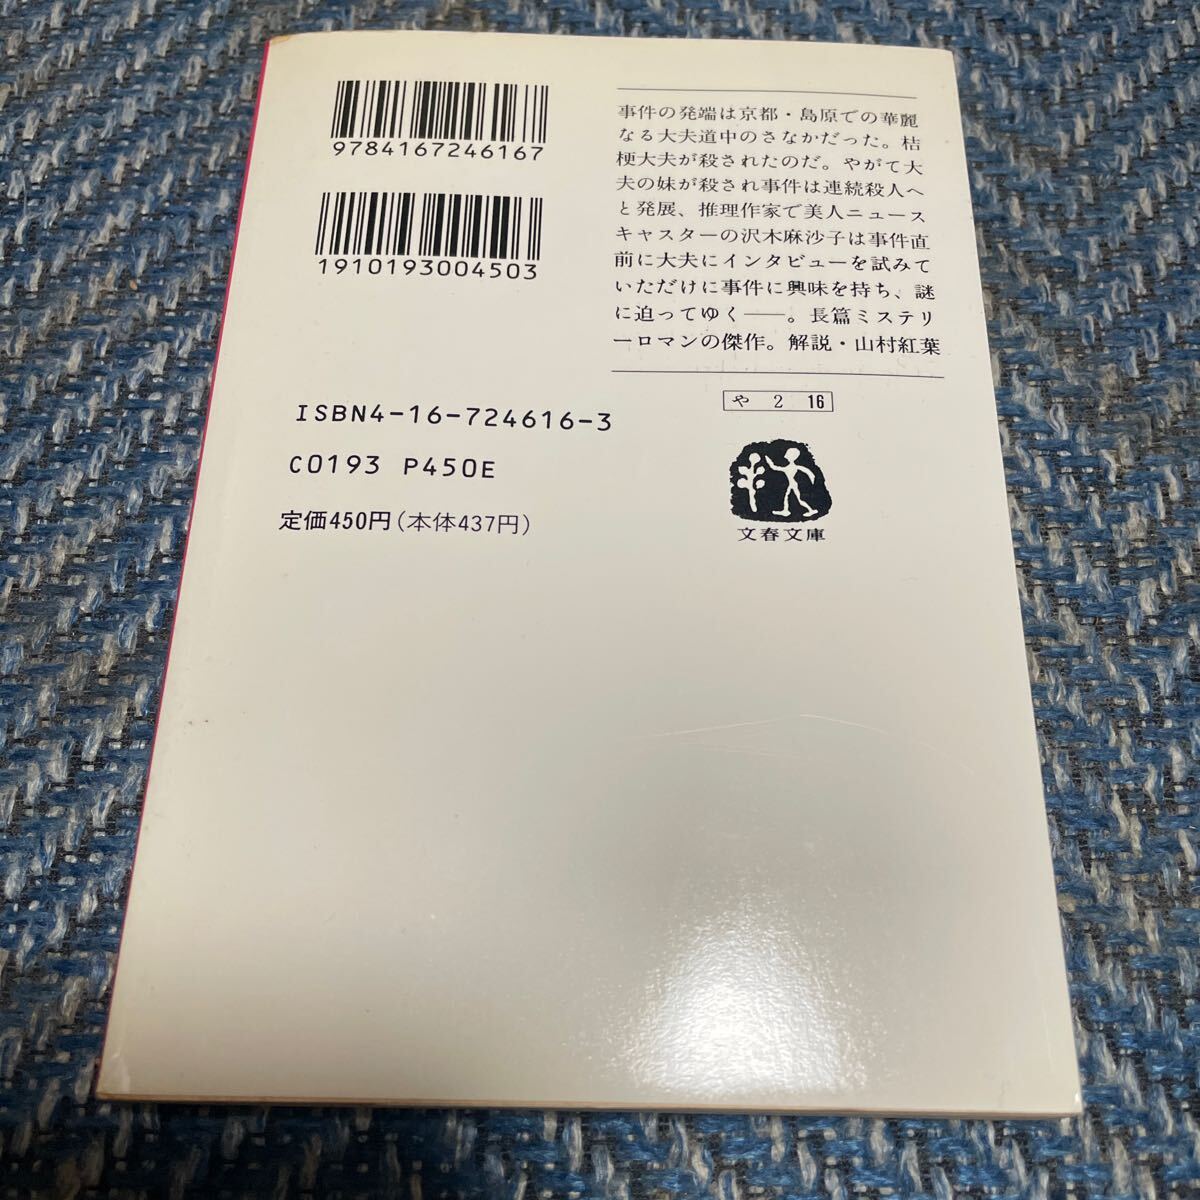 9784167246167
1910193004503
事件の発端は京都・島原での華麗
なる大夫道中のさなかだった。桔
梗大夫が殺されたのだ。やがて大
夫の妹が殺され事件は連続殺人へ
と発展、推理作家で美人ニュース
キャスターの沢木麻沙子は事件直
前に大夫にインタビューを試みて
いただけに事件に興味を持ち、謎
に迫ってゆく――。長篇ミステリ
ーロマンの傑作。解説・山村紅葉
や 2 16
文春文庫
ISBN4-16-724616-3
C0193 P450E
定価450円(本体437円)